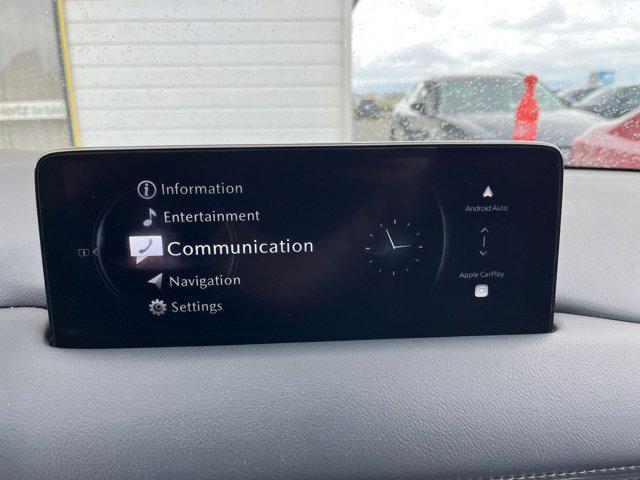 Information
Entertainment
Communication
Navigation
Settings
Android Auto
Apple CarPlay